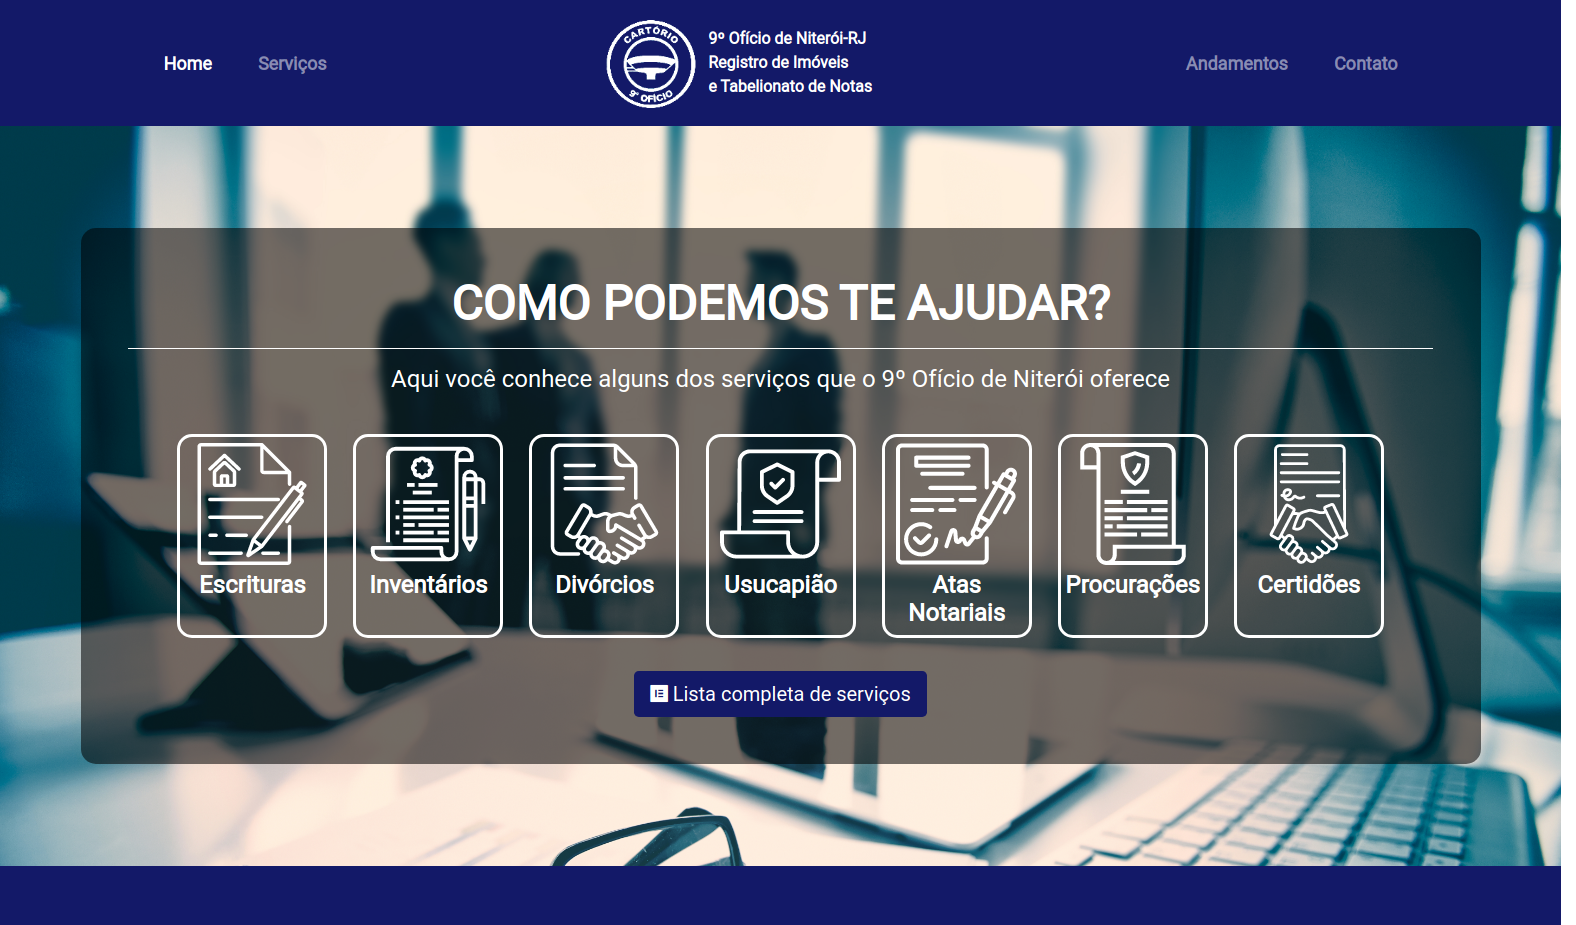 Home
Serviços
CARTÓRIO
9º OFÍCIO
9º Ofício de Niterói-RJ
Registro de Imóveis
e Tabelionato de Notas
Andamentos
Contato
COMO PODEMOS TE AJUDAR?
Aqui você conhece alguns dos serviços que o 9º Ofício de Niterói oferece
Escrituras
Inventários
Divórcios
Usucapião
Atas
Notariais
Procurações
Certidões
Lista completa de serviços